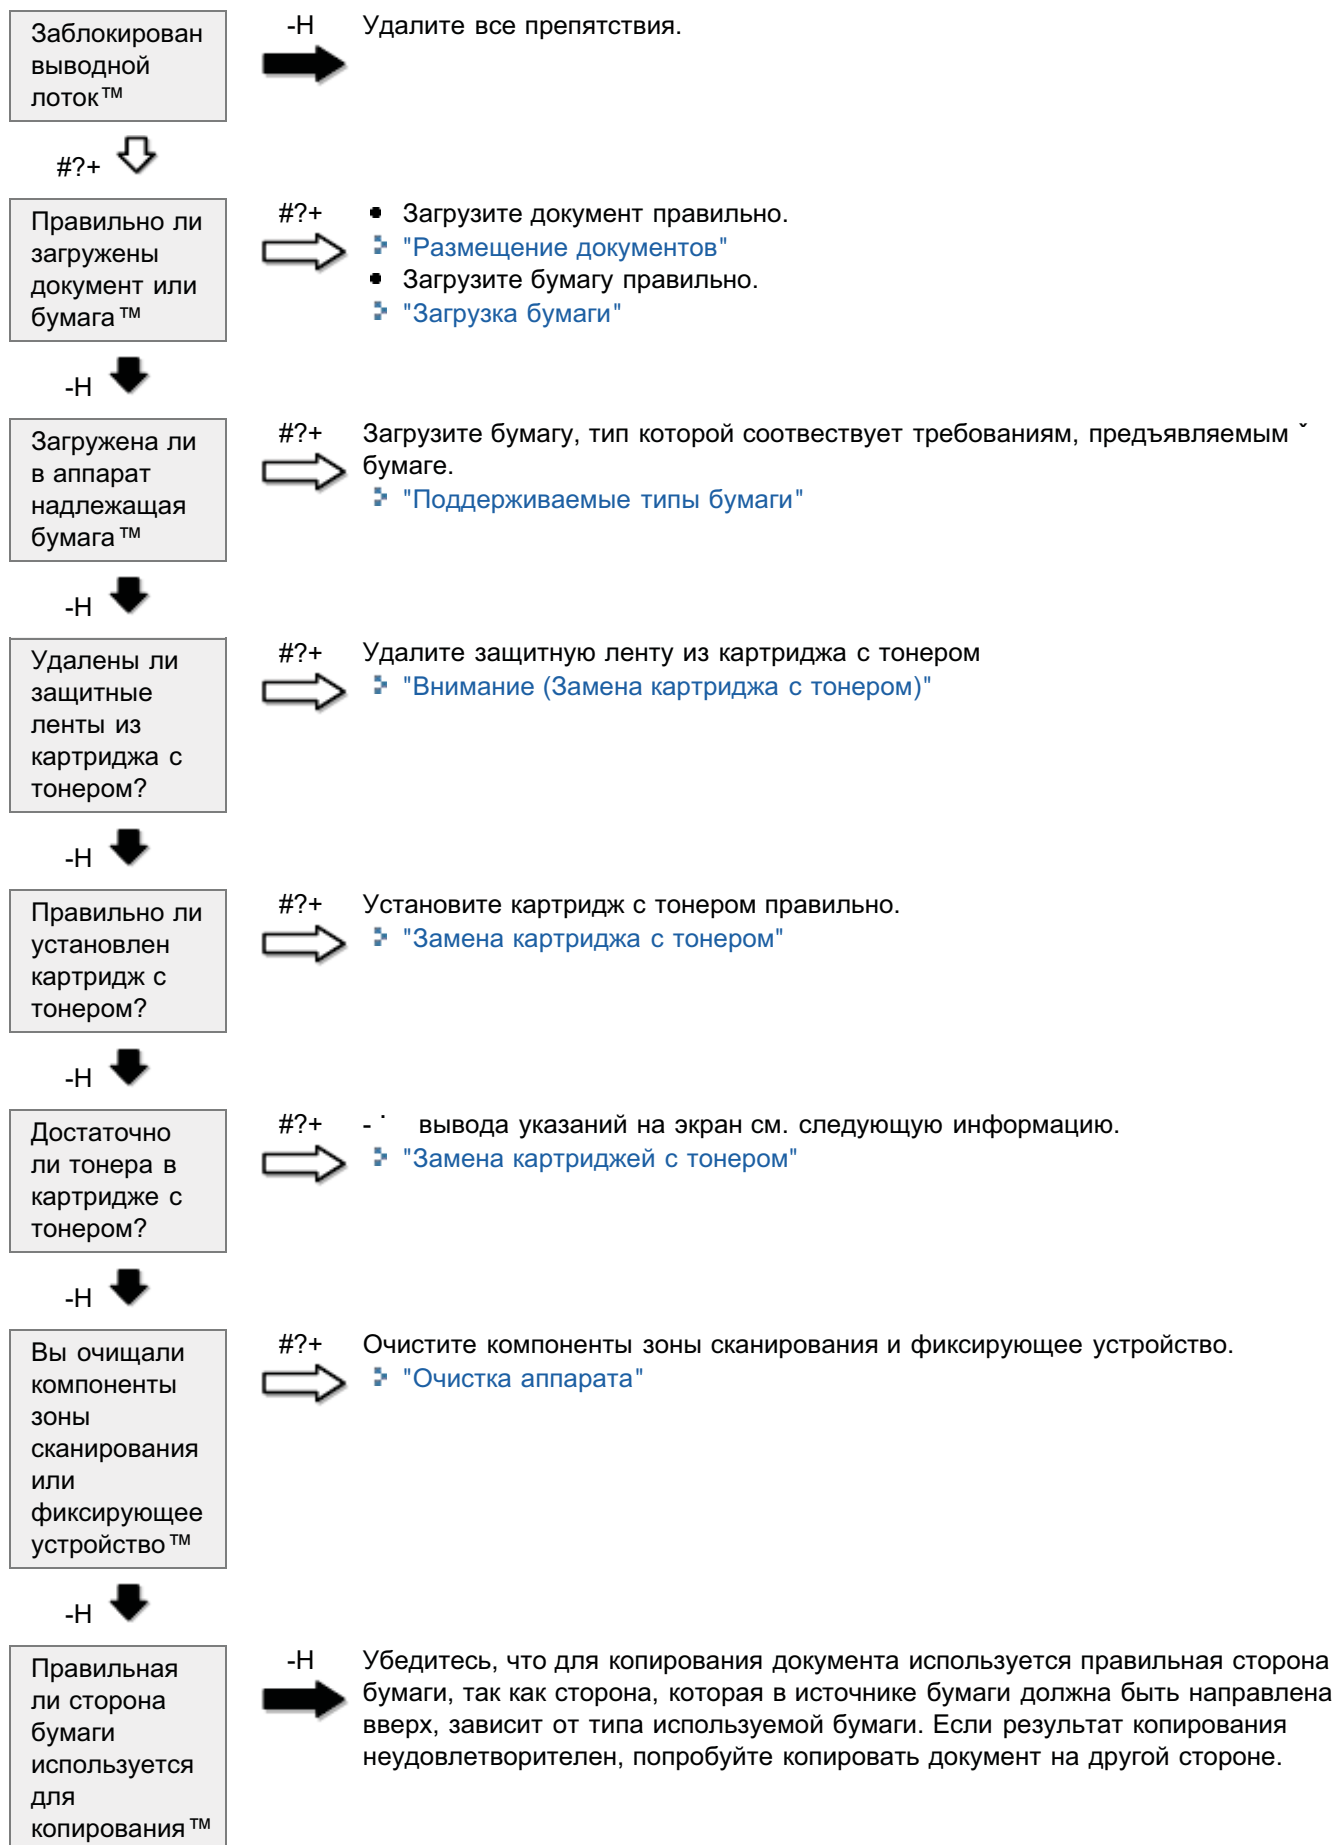 Заблокирован
выводной
лоток™
-Н
Удалите все препятствия.
#?+
Правильно ли
загружены
документ или
бумага™
#?+
• Загрузите документ правильно.
"Размещение документов"
• Загрузите бумагу правильно.
"Загрузка бумаги"
-Н
Загружена ли
в аппарат
надлежащая
бумага™
#?+
Загрузите бумагу, тип которой соотвествует требованиям, предъявляемым ˇ
бумаге.
"Поддерживаемые типы бумаги"
-Н
Удалены ли
защитные
ленты из
картриджа с
тонером?
#?+
Удалите защитную ленту из картриджа с тонером
"Внимание (Замена картриджа с тонером)"
-Н
Правильно ли
установлен
картридж с
тонером?
#?+
Установите картридж с тонером правильно.
"Замена картриджа с тонером"
-Н
Достаточно
ли тонера в
картридже с
тонером?
#?+
- ˙ вывода указаний на экран см. следующую информацию.
"Замена картриджей с тонером"
-Н
Вы очищали
компоненты
зоны
сканирования
или
фиксирующее
устройство™
#?+
Очистите компоненты зоны сканирования и фиксирующее устройство.
"Очистка аппарата"
-Н
Правильная
ли сторона
бумаги
используется
для
копирования™
-Н
Убедитесь, что для копирования документа используется правильная сторона
бумаги, так как сторона, которая в источнике бумаги должна быть направлена
вверх, зависит от типа используемой бумаги. Если результат копирования
неудовлетворителен, попробуйте копировать документ на другой стороне.